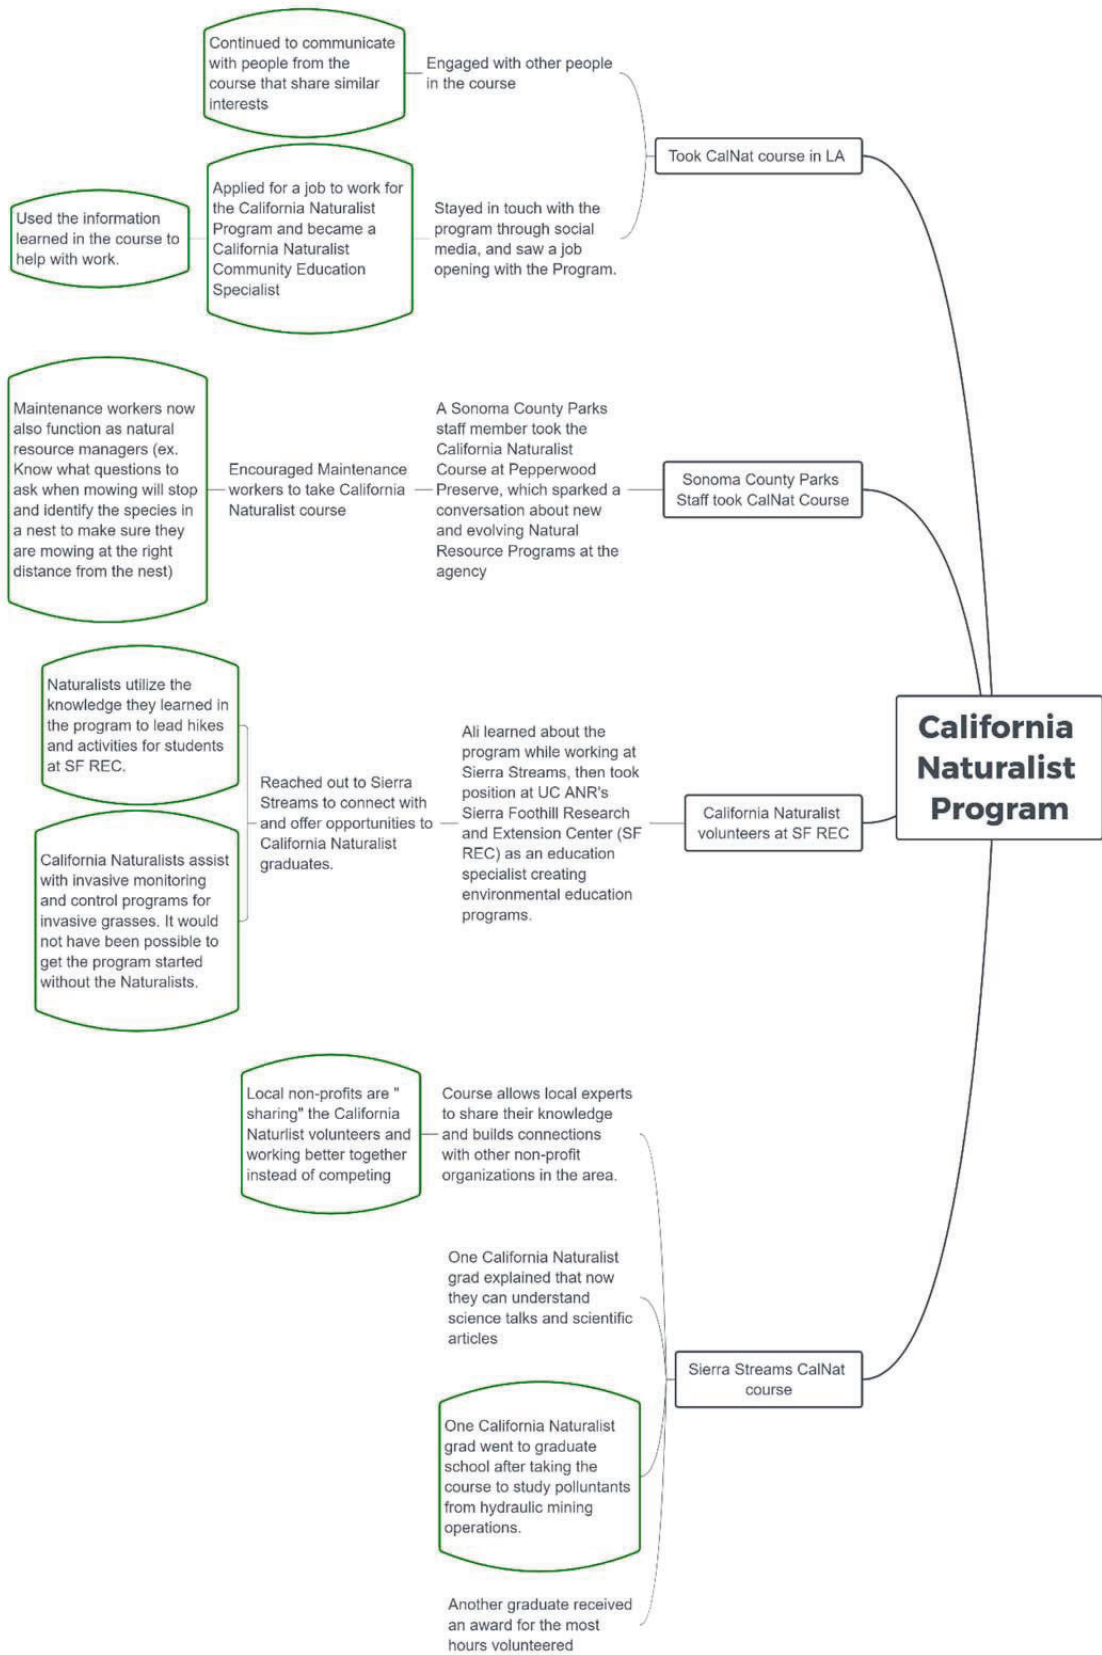 Continued to communicate
with people from the
course that share similar
interests
Engaged with other people
in the course
Took CalNat course in LA
Used the information
learned in the course to
help with work.
Applied for a job to work for
the California Naturalist
Program and became a
California Naturalist
Community Education
Specialist
Stayed in touch with the
program through social
media, and saw a job
opening with the Program.
Maintenance workers now
also function as natural
resource managers (ex.
Know what questions to
ask when mowing will stop
and identify the species in
a nest to make sure they
are mowing at the right
distance from the nest)
Encouraged Maintenance
workers to take California
Naturalist course
A Sonoma County Parks
staff member took the
California Naturalist
Course at Pepperwood
Preserve, which sparked a
conversation about new
and evolving Natural
Resource Programs at the
agency
Sonoma County Parks
Staff took CalNat Course
Naturalists utilize the
knowledge they learned in
the program to lead hikes
and activities for students
at SF REC.
California Naturalists assist
with invasive monitoring
and control programs for
invasive grasses. It would
not have been possible to
get the program started
without the Naturalists.
Reached out to Sierra
Streams to connect with
and offer opportunities to
California Naturalist
graduates.
Ali learned about the
program while working at
Sierra Streams, then took
position at UC ANR's
Sierra Foothill Research
and Extension Center (SF
REC) as an education
specialist creating
environmental education
programs.
California Naturalist
volunteers at SF REC
California
Naturalist
Program
Local non-profits are "
sharing" the California
Naturlist volunteers and
working better together
instead of competing
Course allows local experts
to share their knowledge
and builds connections
with other non-profit
organizations in the area.
One California Naturalist
grad explained that now
they can understand
science talks and scientific
articles
One California Naturalist
grad went to graduate
school after taking the
course to study polluntants
from hydraulic mining
operations.
Another graduate received
an award for the most
hours volunteered
Sierra Streams CalNat
course